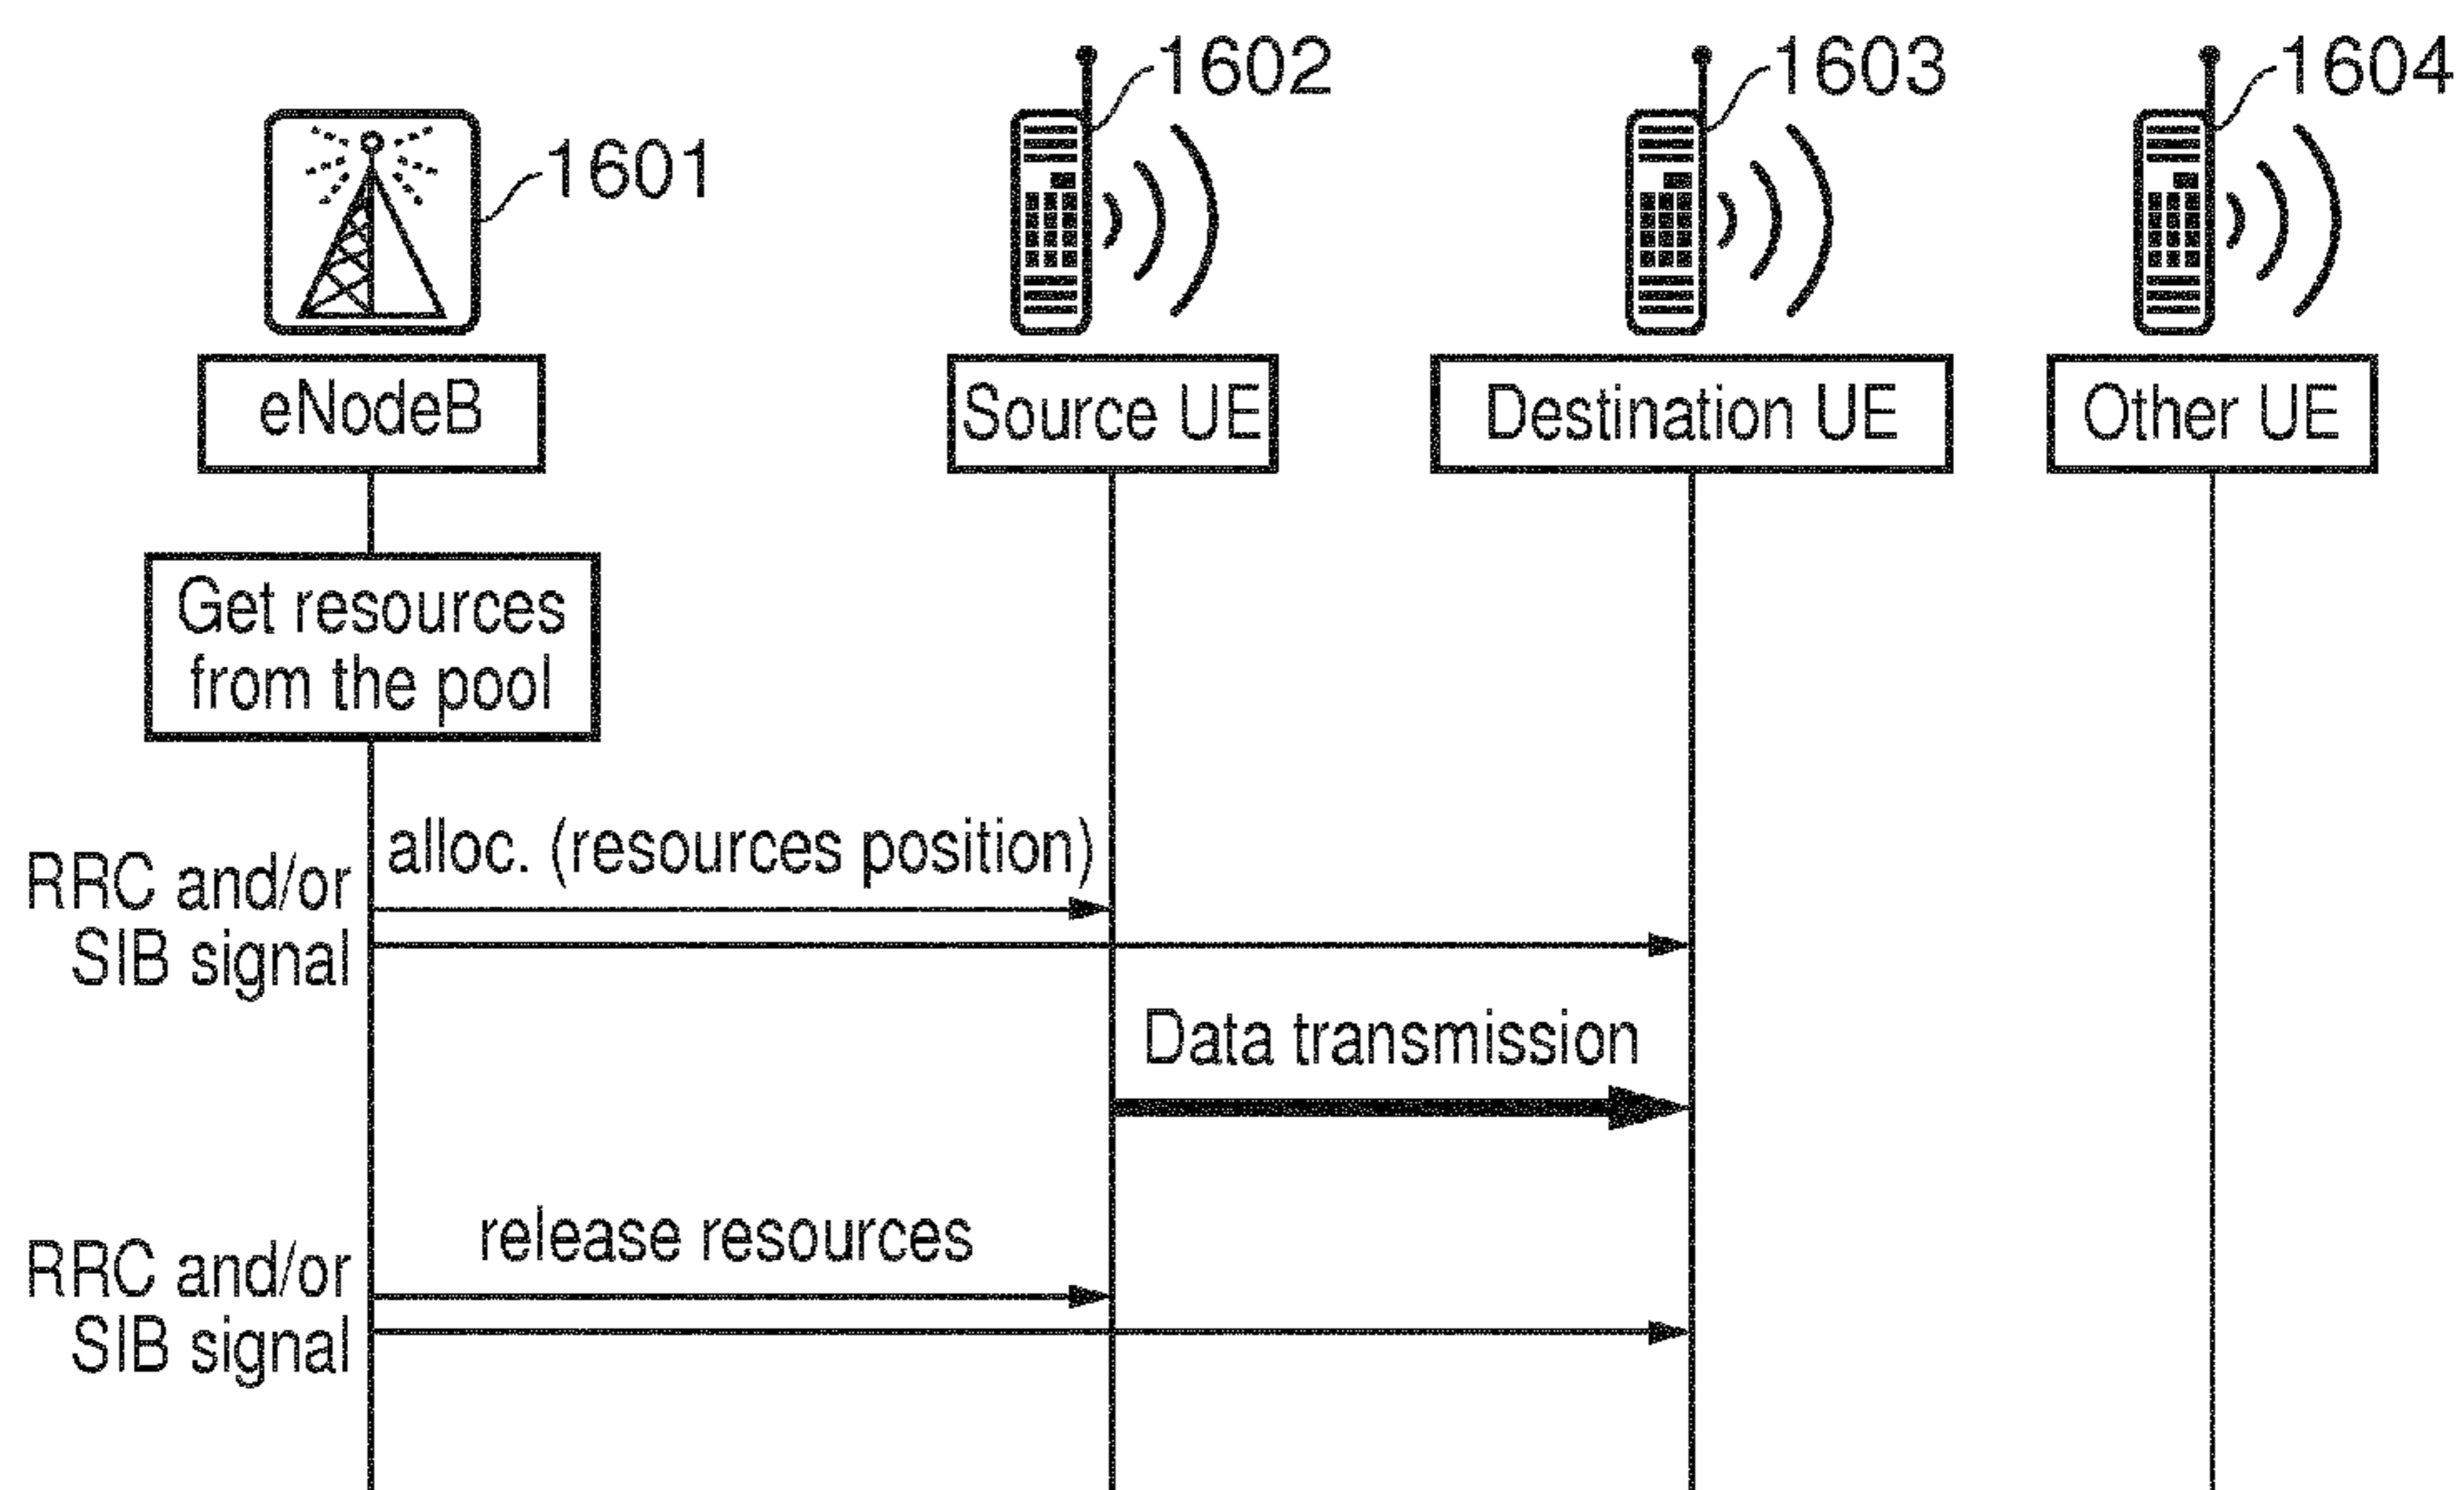 1601
1602
1603
1604
eNodeB
Source UE
Destination UE
Other UE
Get resources
from the pool
RRC and/or
SIB signal
alloc. (resources position)
Data transmission
RRC and/or
SIB signal
release resources